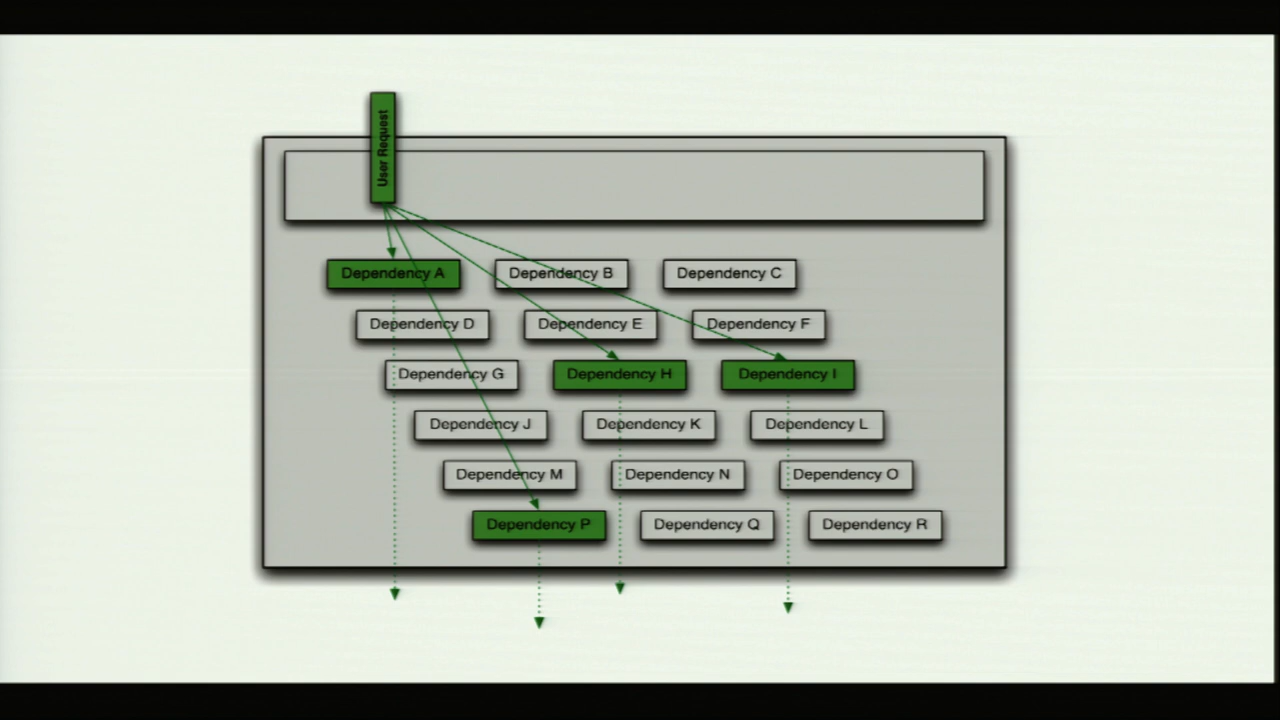 User Request
Dependency A
Dependency B
Dependency C
Dependency D
Dependency E
Dependency F
Dependency G
Dependency H
Dependency I
Dependency J
Dependency K
Dependency L
Dependency M
Dependency N
Dependency O
Dependency P
Dependency Q
Dependency R